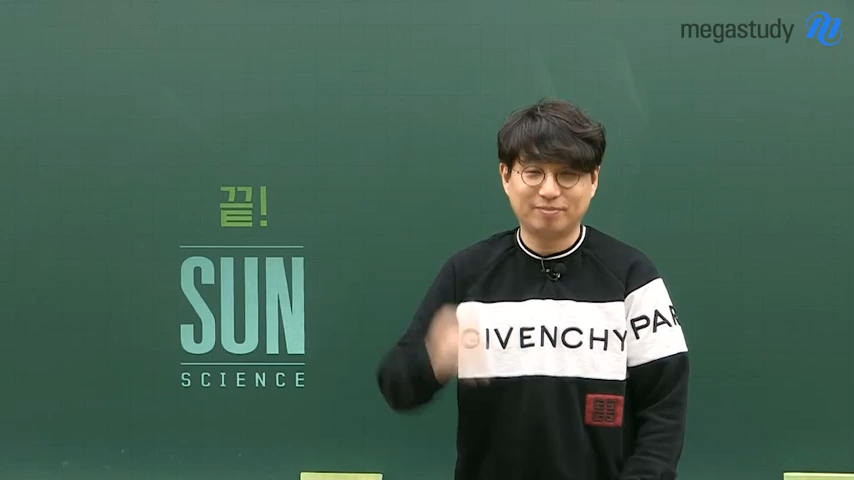 megastudy
끝!
SUN
SCIENCE
GIVENCHY PAR